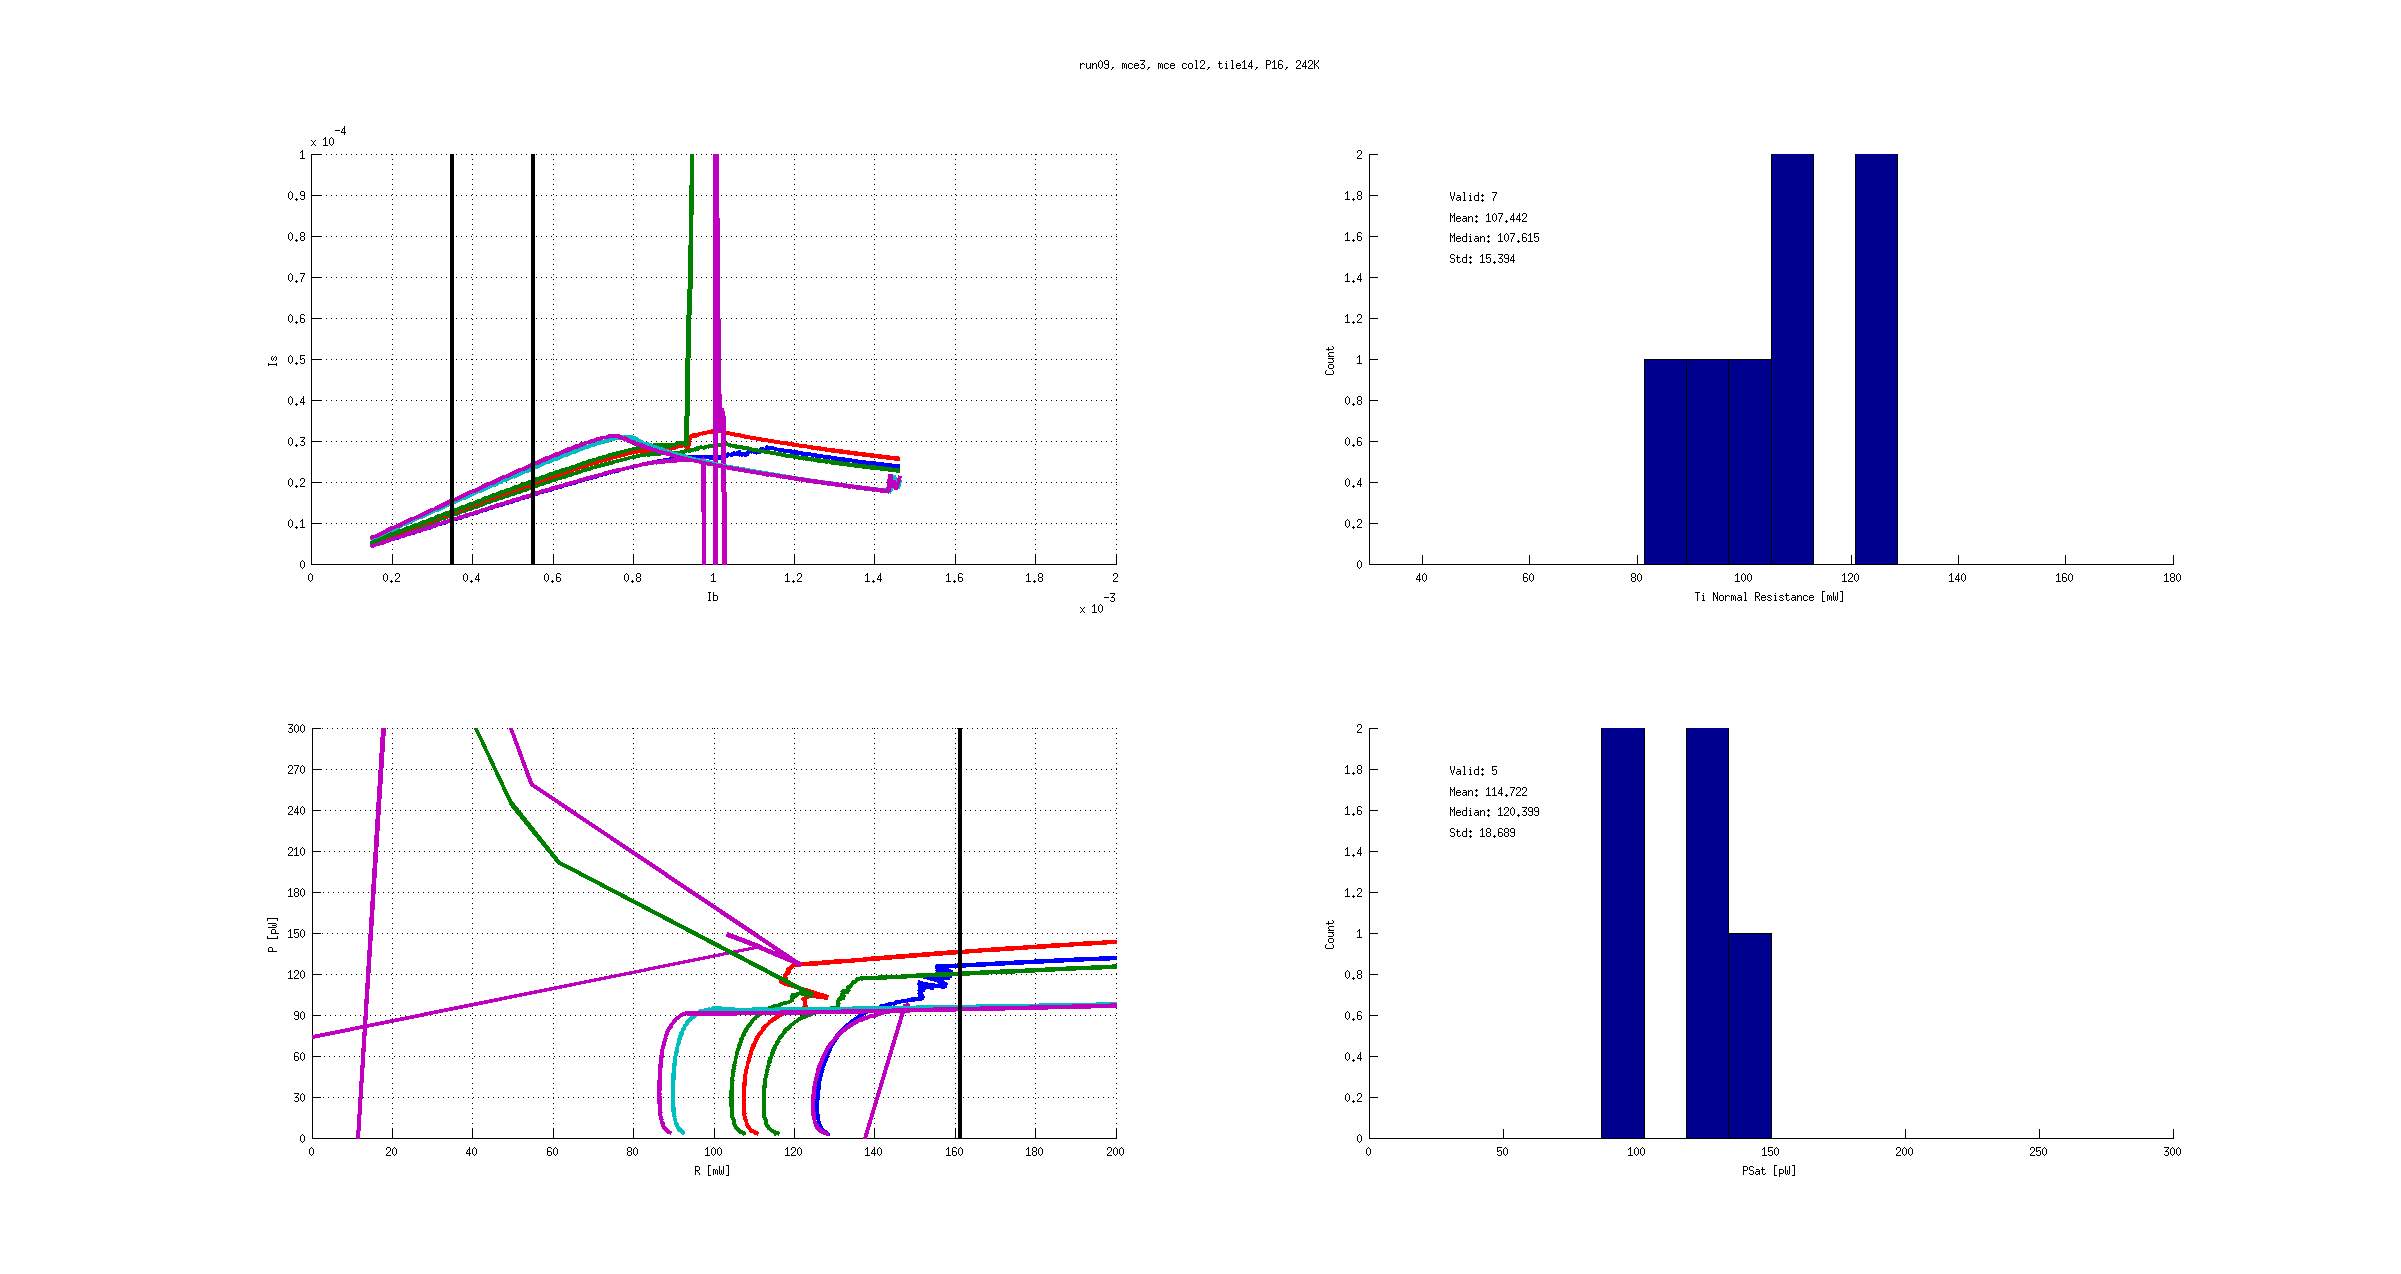 run09, mce3, mce col2, tile14, P16, 242K
x 10 -4
1
0.9
0.8
0.7
0.6
0.5
0.4
0.3
0.2
0.1
0
Is
0 0.2 0.4 0.6 0.8 1 1.2 1.4 1.6 1.8 2
Ib
x 10 -3
2
1.8
1.6
1.4
1.2
1
0.8
0.6
0.4
0.2
0
Count
Valid: 7
Mean: 107.442
Median: 107.615
Std: 15.394
40 60 80 100 120 140 160 180
Ti Normal Resistance [mW]
300
270
240
210
180
150
120
90
60
30
0
P [pW]
0 20 40 60 80 100 120 140 160 180 200
R [mW]
2
1.8
1.6
1.4
1.2
1
0.8
0.6
0.4
0.2
0
Count
Valid: 5
Mean: 114.722
Median: 120.399
Std: 18.689
0 50 100 150 200 250 300
PSat [pW]